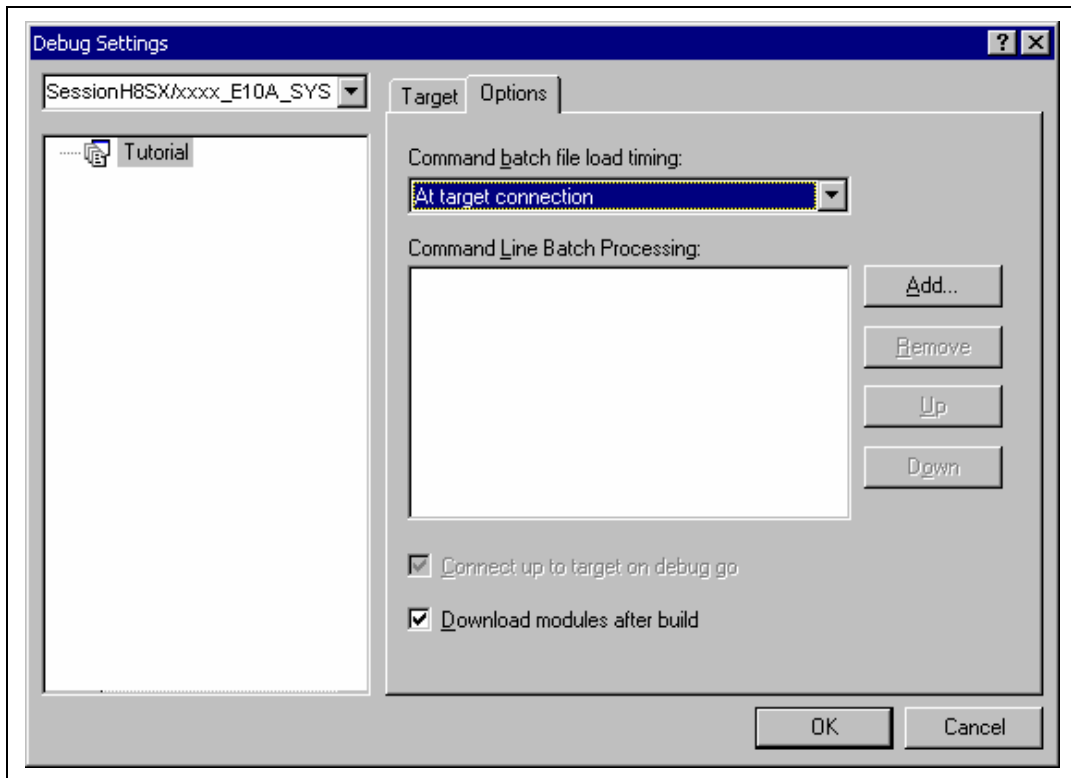 Debug Settings
SessionH8SX/xxxx_E10A_SYS
Target
Options
Tutorial
Command batch file load timing:
At target connection
Command Line Batch Processing:
Add...
Remove
Up
Down
Connect up to target on debug go
Download modules after build
OK
Cancel